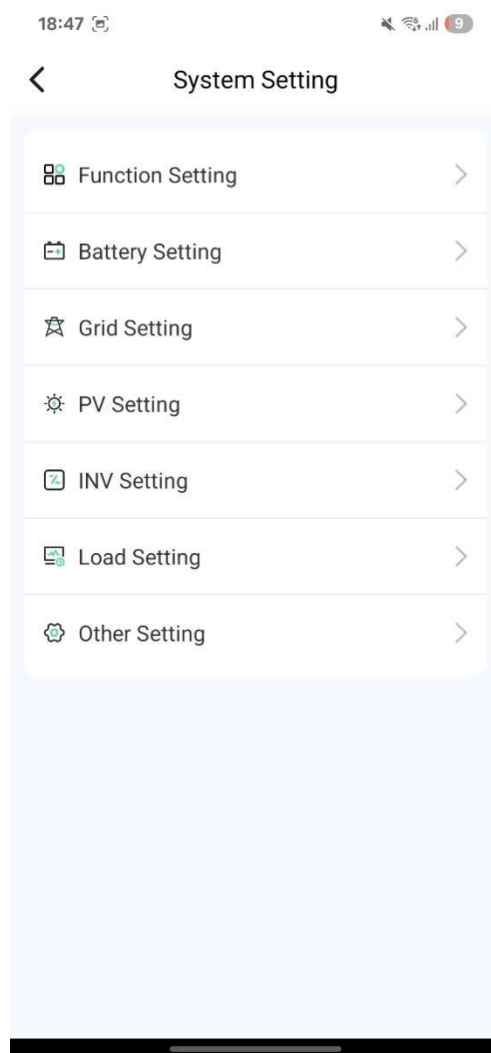 18:47 9
System Setting
Function Setting
Battery Setting
Grid Setting
PV Setting
INV Setting
Load Setting
Other Setting